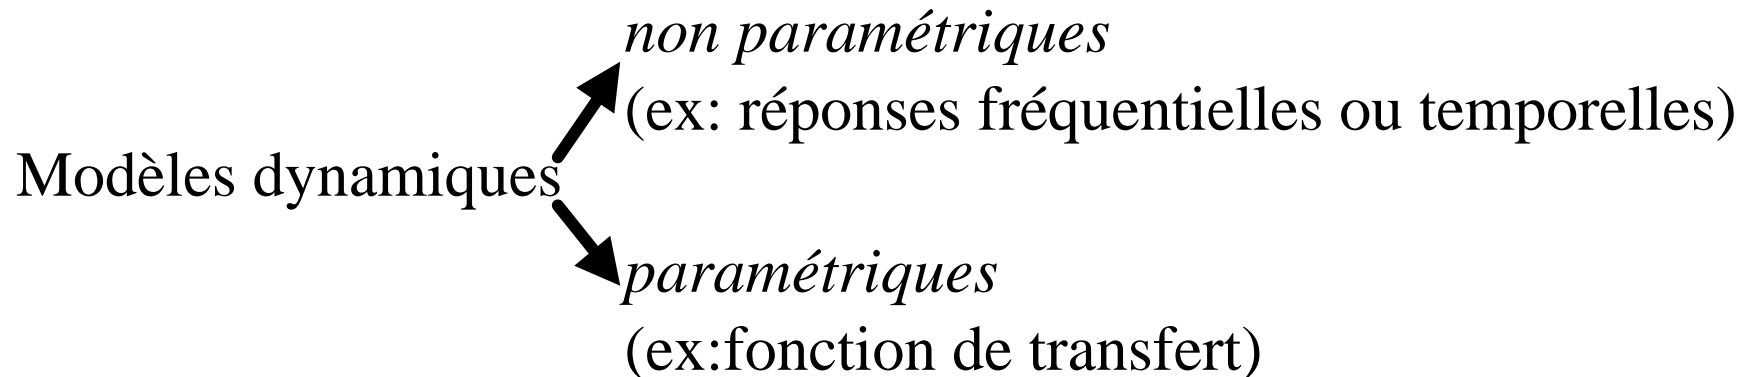 non paramétriques
(ex: réponses fréquentielles ou temporelles)
Modèles dynamiques
paramétriques
(ex:fonction de transfert)